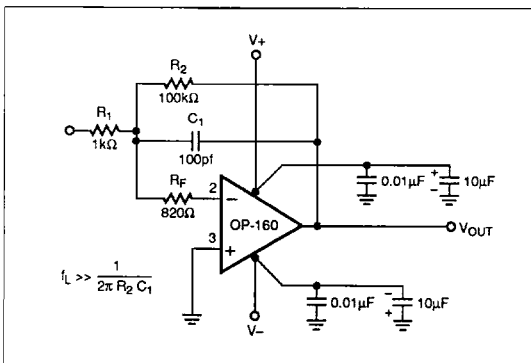 V+
R2
100kΩ
R1
1kΩ
C1
100pf
RF
820Ω
2
−
OP-160
3
+
0.01µF
+
−
10µF
VOUT
fL >> 1 / 2π R2 C1
0.01µF
−
+
10µF
V−